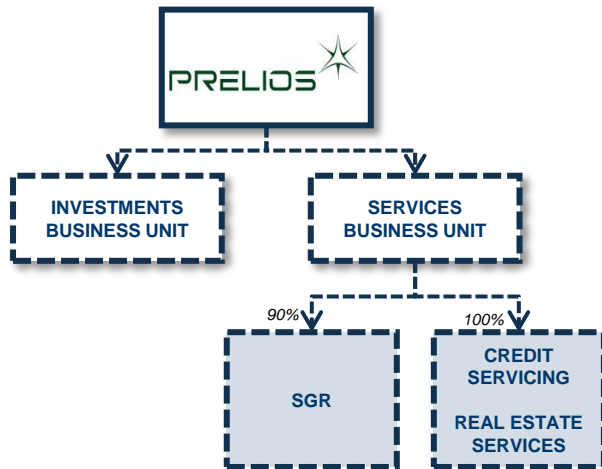 PRELIOS
INVESTMENTS
BUSINESS UNIT
SERVICES
BUSINESS UNIT
90%
100%
SGR
CREDIT
SERVICING
REAL ESTATE
SERVICES